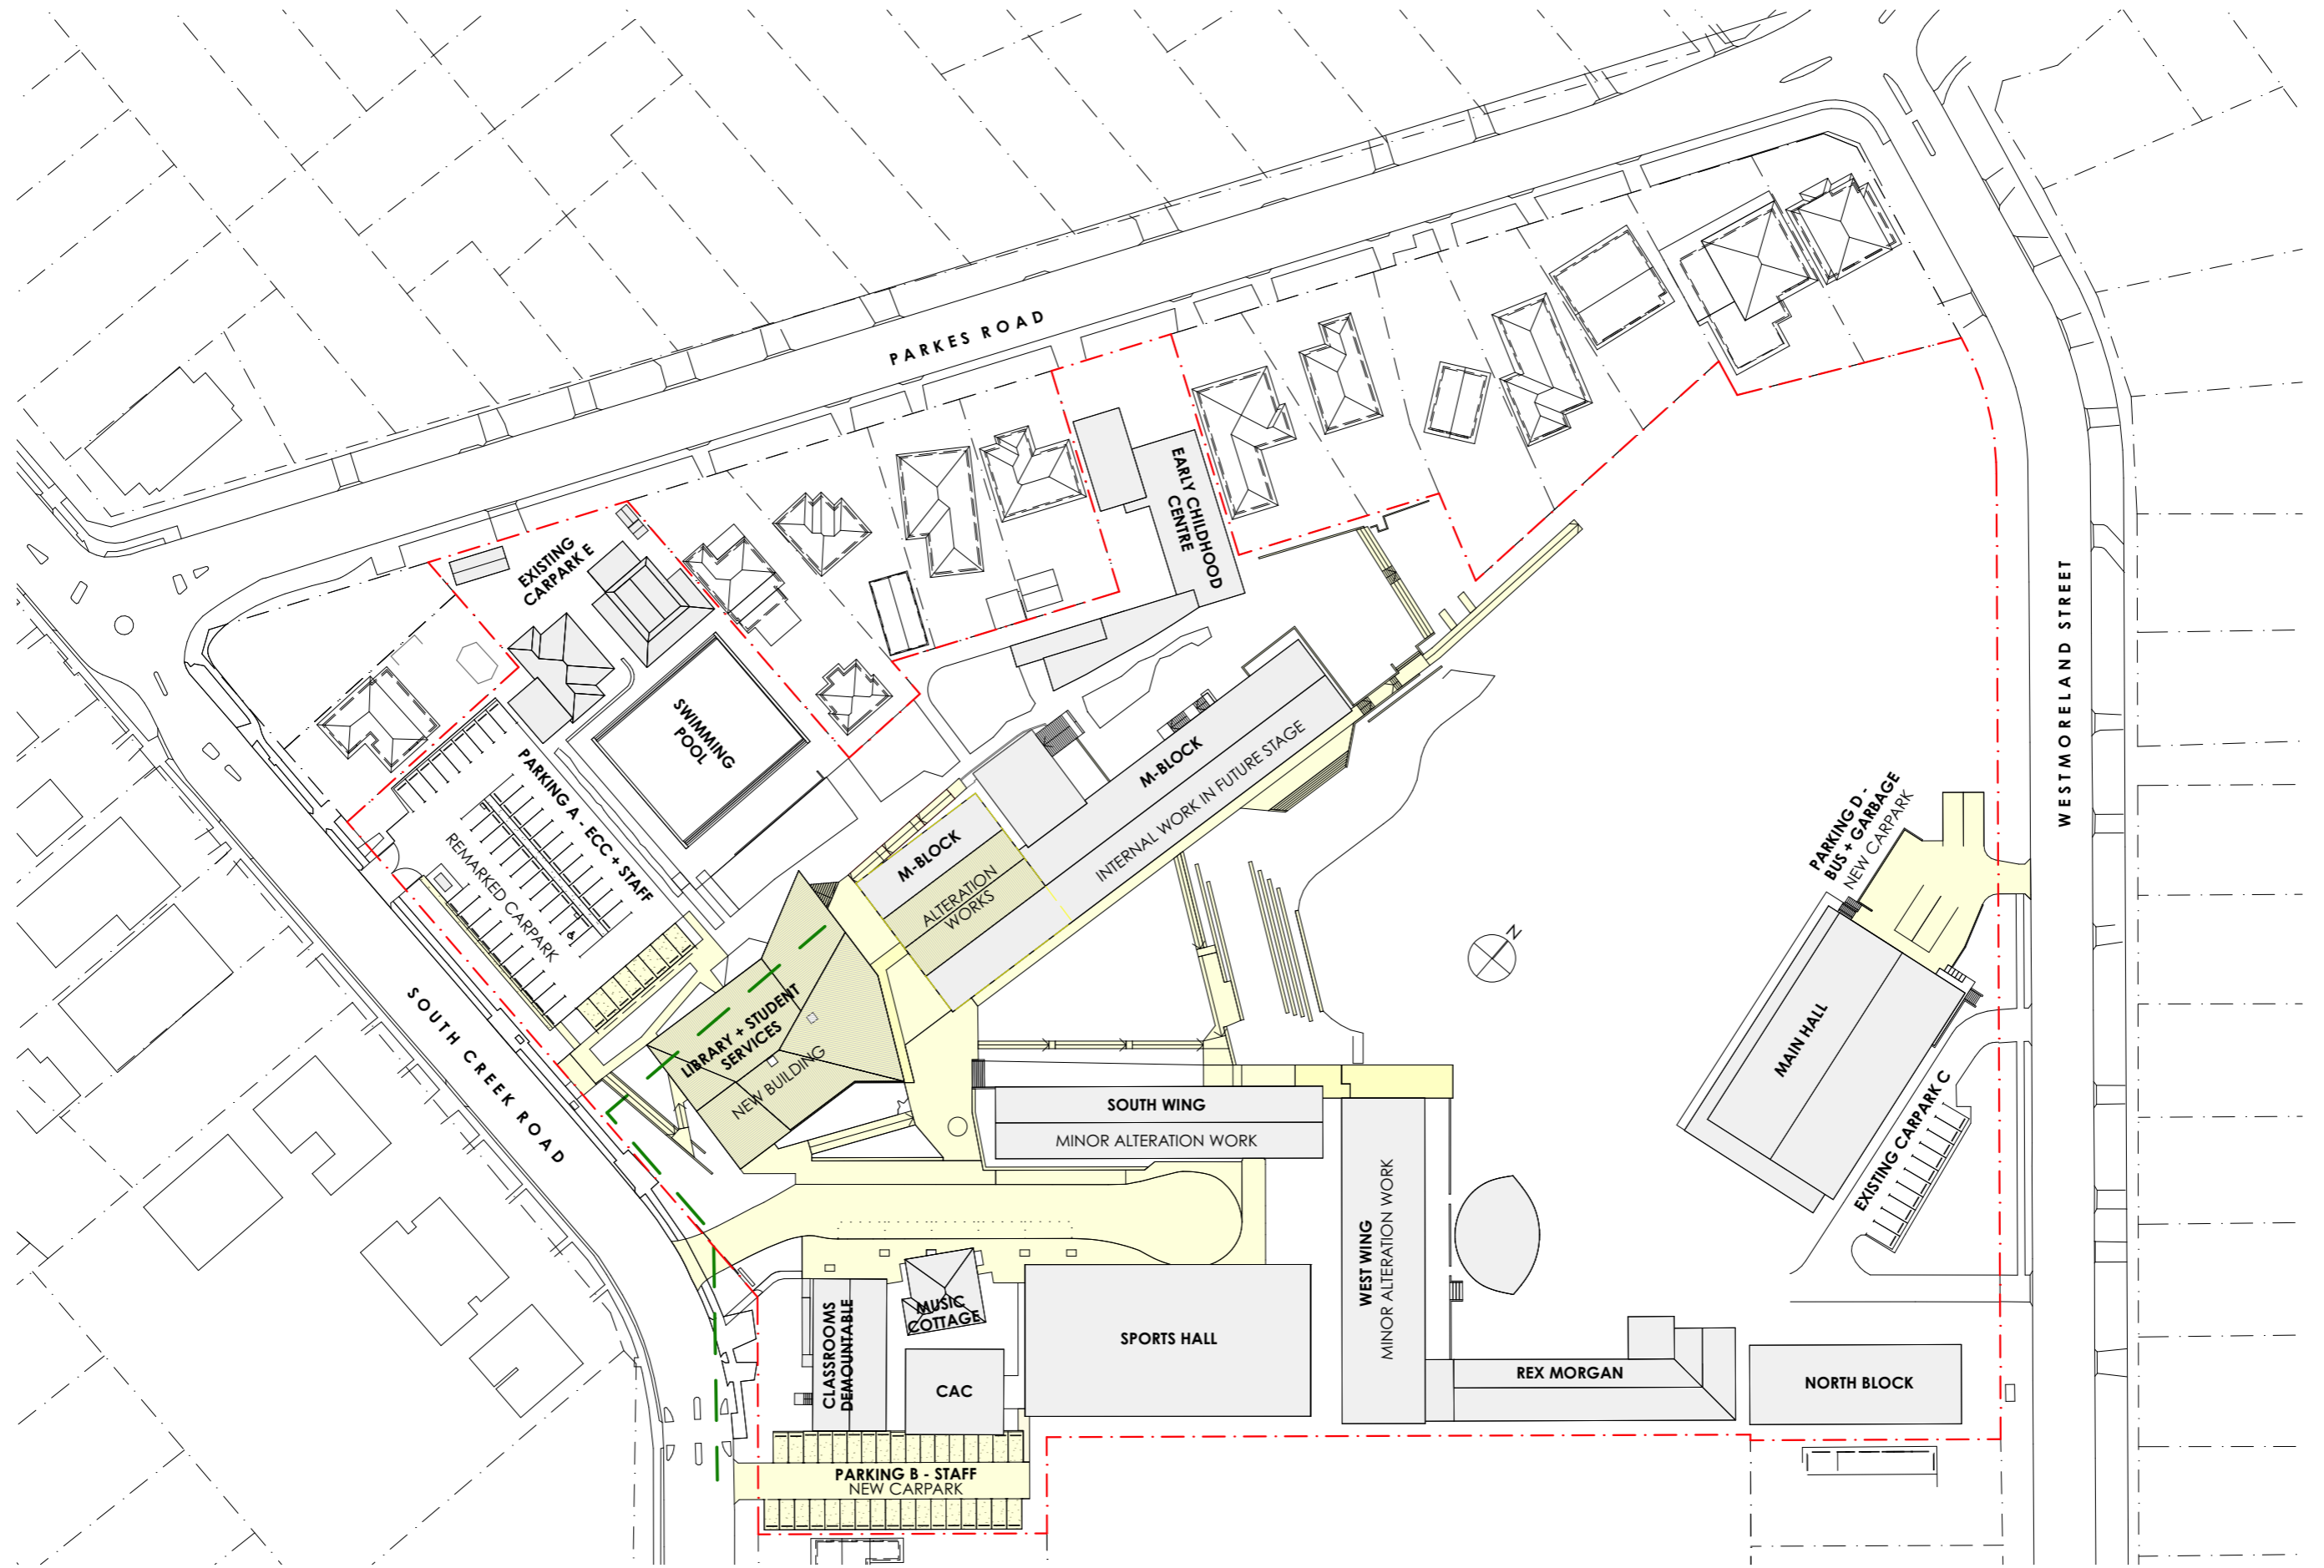 PARKES ROAD
EARLY CHILDHOOD
CENTRE
EXISTING
CARPARK E
SWIMMING
POOL
PARKING A - ECC + STAFF
REMARKED CARPARK
M-BLOCK
INTERNAL WORK IN FUTURE STAGE
M-BLOCK
ALTERATION
WORKS
WESTMORELAND STREET
PARKING D -
BUS + GARBAGE
NEW CARPARK
N
SOUTH CREEK ROAD
LIBRARY + STUDENT
SERVICES
NEW BUILDING
MAIN HALL
EXISTING CARPARK C
SOUTH WING
MINOR ALTERATION WORK
WEST WING
MINOR ALTERATION WORK
CLASSROOMS
DEMOUNTABLE
MUSIC
COTTAGE
SPORTS HALL
CAC
REX MORGAN
NORTH BLOCK
PARKING B - STAFF
NEW CARPARK